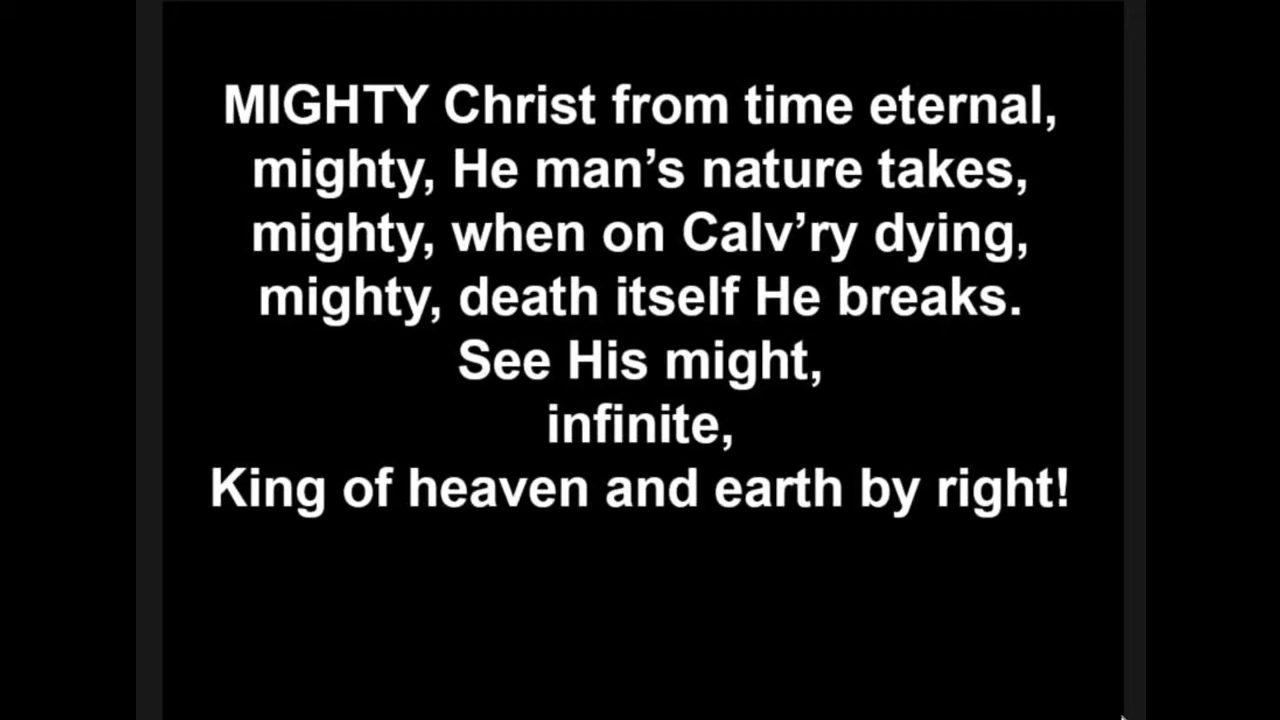 MIGHTY Christ from time eternal,
mighty, He man’s nature takes,
mighty, when on Calv’ry dying,
mighty, death itself He breaks.
See His might,
infinite,
King of heaven and earth by right!